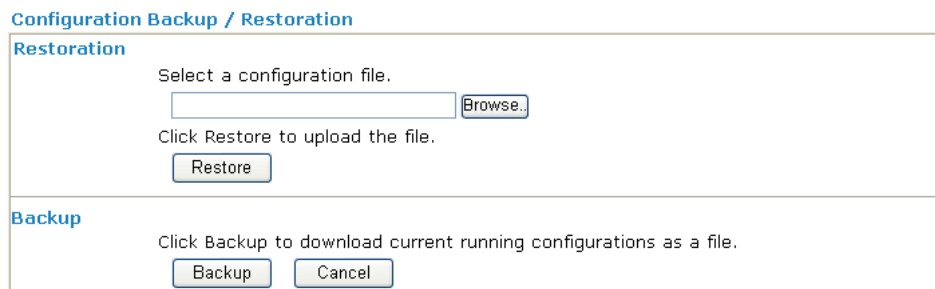 Configuration Backup / Restoration
Restoration
Select a configuration file.
Browse..
Click Restore to upload the file.
Restore
Backup
Click Backup to download current running configurations as a file.
Backup Cancel